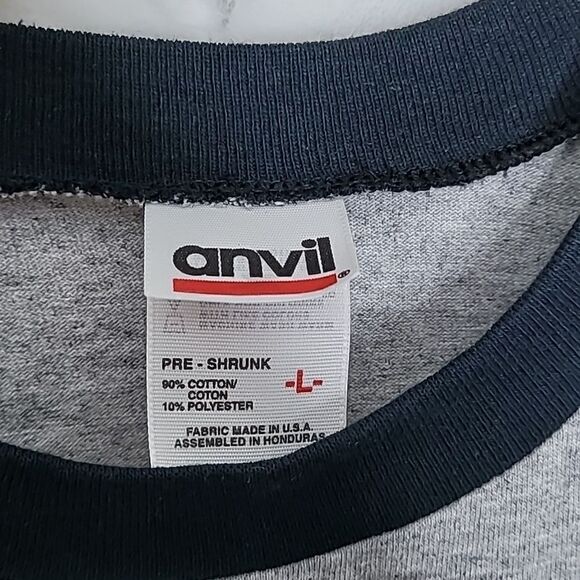 anvil
PRE - SHRUNK
90% COTTON/
COTON
10% POLYESTER
-L-
FABRIC MADE IN U.S.A.
ASSEMBLED IN HONDURAS